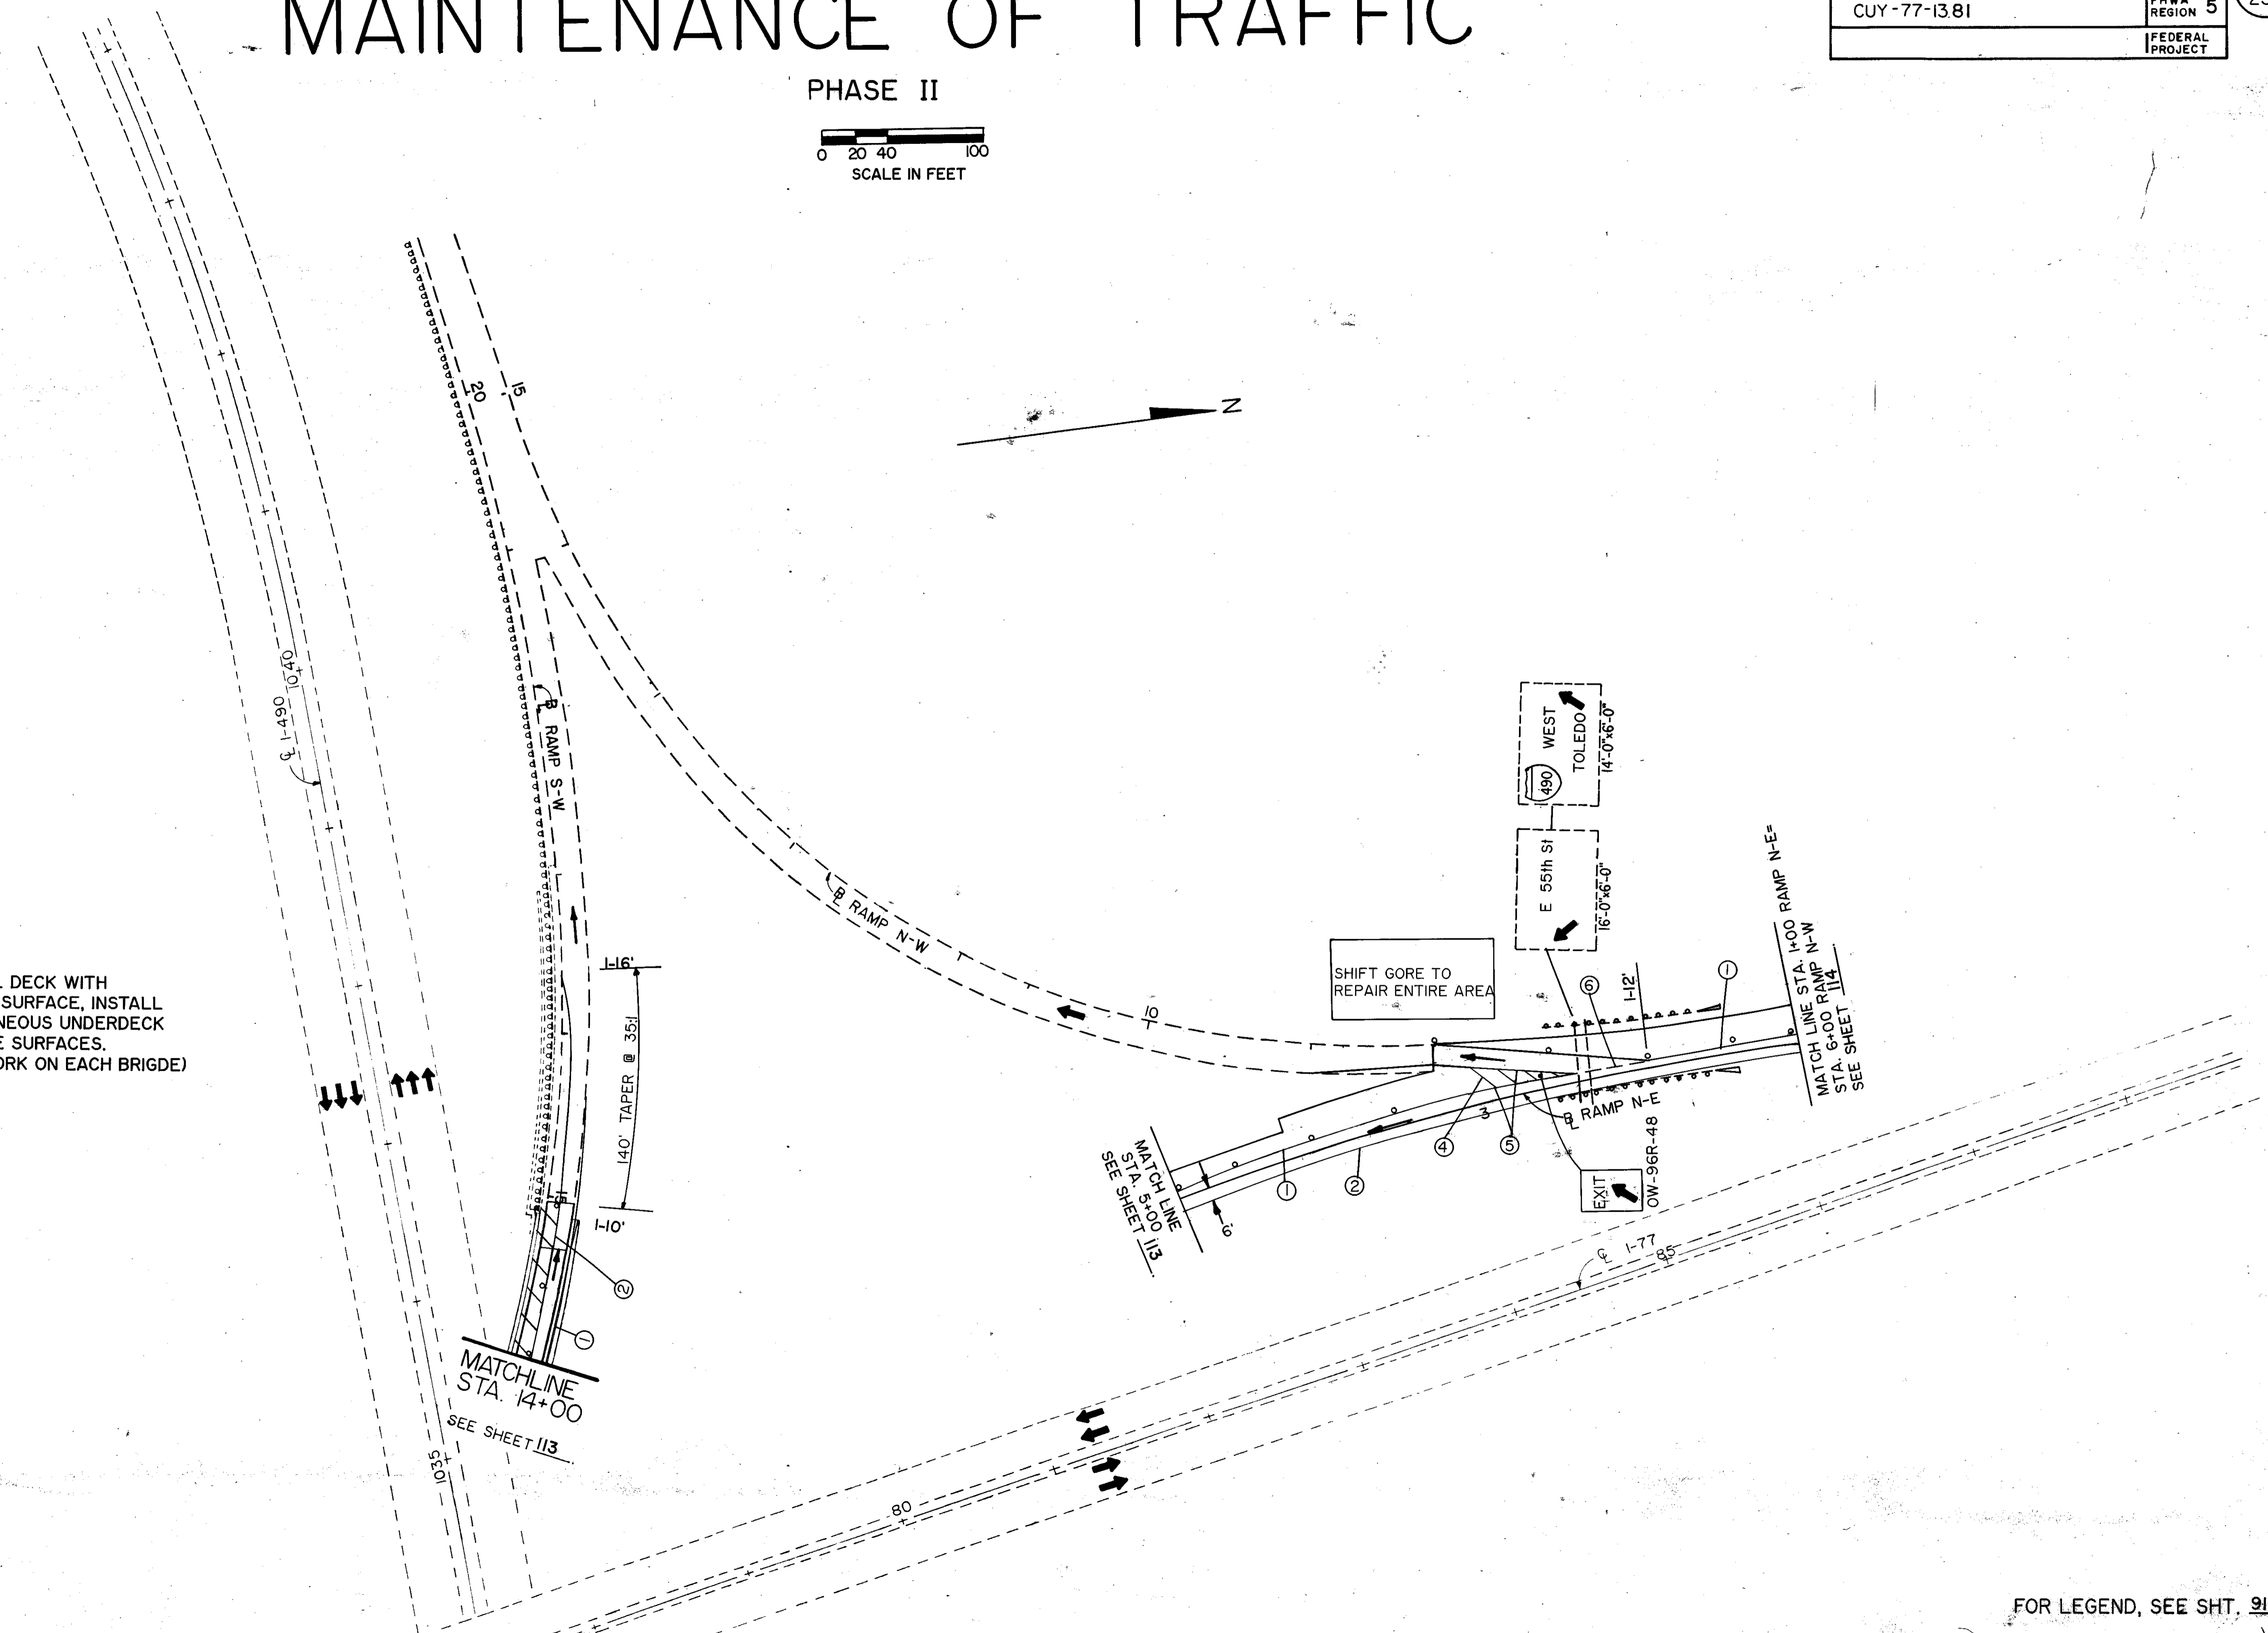 MAINTENANCE OF TRAFFIC
CUY-77-13.81
REGION 5
FEDERAL
PROJECT
PHASE II
0 20 40 100
SCALE IN FEET
N
20
15
℄ I-490
1040
B̲L RAMP S-W
B̲L RAMP N-W
10
DECK WITH
SURFACE, INSTALL
UNDERDECK
SURFACES.
ON EACH BRIGDE)
1-16'
140' TAPER @ 35:1
1-10'
15
2
1
MATCHLINE
STA. 14+00
SEE SHEET 113
1035
SHIFT GORE TO
REPAIR ENTIRE AREA
490
WEST
TOLEDO
14'-0"x6'-0"
E 55th St
16'-0"x6'-0"
6
1-12'
1
MATCH LINE STA. 1+00 RAMP N-E=
STA. 6+00 RAMP N-W
SEE SHEET 114
B̲L RAMP N-E
3
4
5
1
2
EXIT
OW-96R-48
MATCH LINE
STA. 5+00
SEE SHEET 113
6'
℄ I-77
85
80
FOR LEGEND, SEE SHT. 91